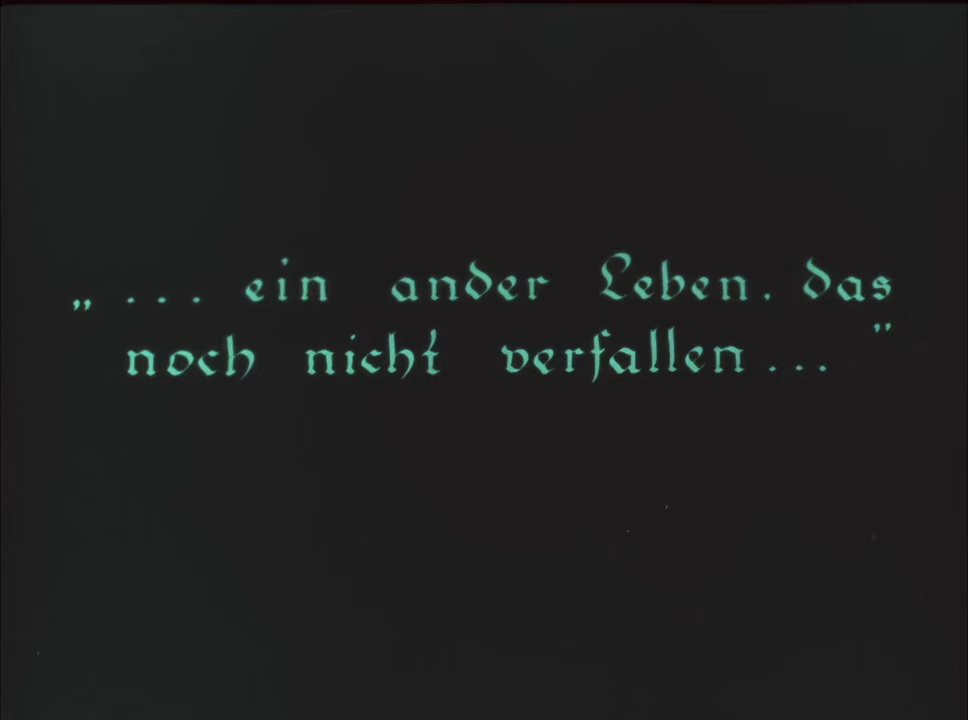 „... ein ander Leben, das
noch nicht verfallen ...”